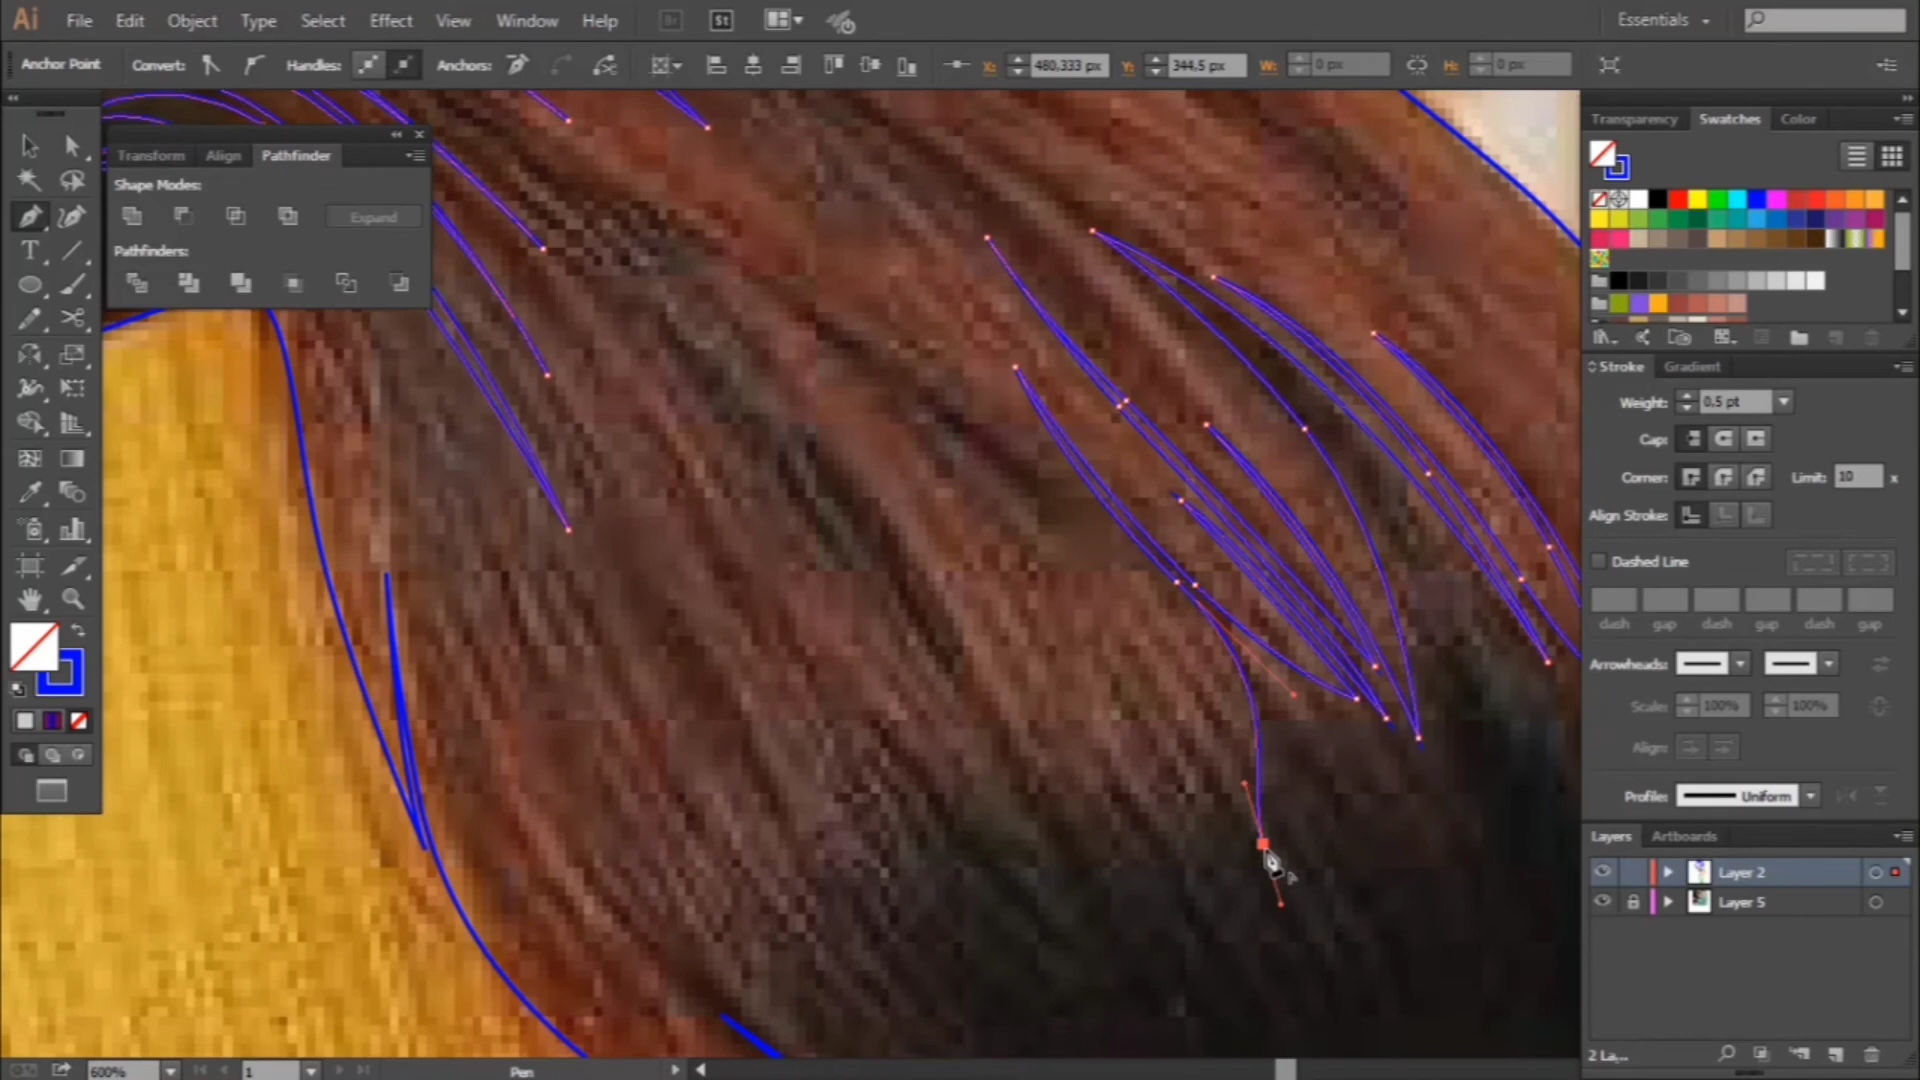 Ai File Edit Object Type Select Effect View Window Help Br St Essentials
Anchor Point Convert: Handles: Anchors: X: 480,333 px Y: 344,5 px W: 0 px H: 0 px
Transparency Swatches Color
Transform Align Pathfinder
Shape Modes:
Expand
Pathfinders:
Stroke Gradient
Weight: 0,5 pt
Cap:
Corner: Limit: 10 x
Align Stroke:
Dashed Line
dash gap dash gap dash gap
Arrowheads:
Scale: 100% 100%
Align:
Profile: Uniform
Layers Artboards
Layer 2
Layer 5
2 La...
600% 1 Pen